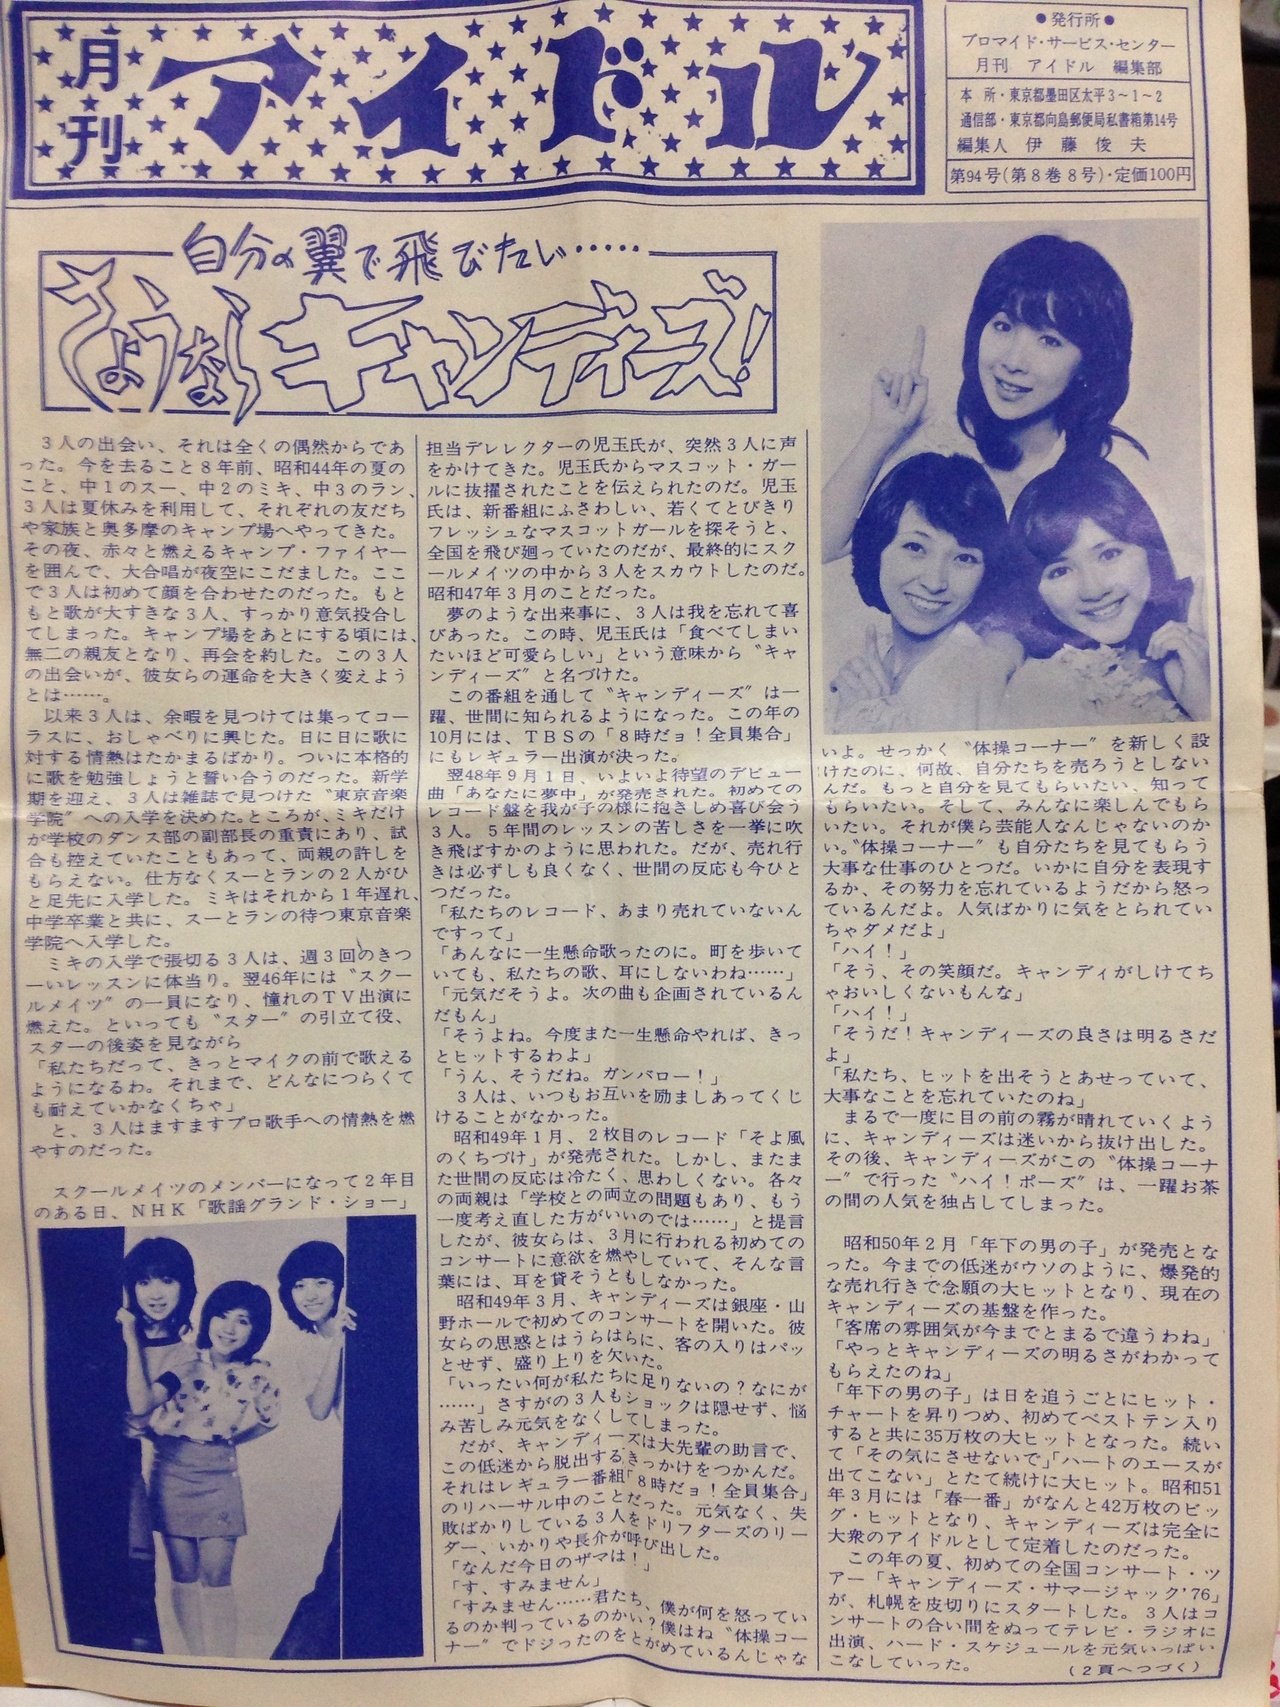 月刊 アイドル
●発行所●
ブロマイド・サービス・センター
月刊 アイドル 編集部
本所・東京都墨田区太平3〜1〜2
通信部・東京都向島郵便局私書箱第14号
編集人 伊藤俊夫
第94号(第8巻8号)・定価100円
自分の翼で飛びたい・・・・・
さようならキャンディーズ!
3人の出会い、それは全くの偶然からであ
った。今を去ること8年前、昭和44年の夏の
こと、中1のスー、中2のミキ、中3のラン、
3人は夏休みを利用して、それぞれの友だち
や家族と奥多摩のキャンプ場へやってきた。
その夜、赤々と燃えるキャンプ・ファイヤー
を囲んで、大合唱が夜空にこだました。ここ
で3人は初めて顔を合わせたのだった。もと
もと歌が大すきな3人、すっかり意気投合し
てしまった。キャンプ場をあとにする頃には、
無二の親友となり、再会を約した。この3人
の出会いが、彼女らの運命を大きく変えよう
とは……。
以来3人は、余暇を見つけては集ってコー
ラスに、おしゃべりに興じた。日に日に歌に
対する情熱はたかまるばかり。ついに本格的
に歌を勉強しょうと誓い合うのだった。新学
期を迎え、3人は雑誌で見つけた〝東京音楽
学院〞への入学を決めた。ところが、ミキだけ
が学校のダンス部の副部長の重責にあり、試
合も控えていたこともあって、両親の許しを
もらえない。仕方なくスーとランの2人がひ
と足先に入学した。ミキはそれから1年遅れ、
中学卒業と共に、スーとランの待つ東京音楽
学院へ入学した。
ミキの入学で張切る3人は、週3回のきつ
ーいレッスンに体当り。翌46年には〝スクー
ルメイツ〞の一員になり、憧れのTV出演に
燃えた。といっても〝スター〞の引立て役、
スターの後姿を見ながら
「私たちだって、きっとマイクの前で歌える
ようになるわ。それまで、どんなにつらくて
も耐えていかなくちゃ」
と、3人はますますプロ歌手への情熱を燃
やすのだった。
スクールメイツのメンバーになって2年目
のある日、NHK「歌謡グランド・ショー」
担当デレレクターの児玉氏が、突然3人に声
をかけてきた。児玉氏からマスコット・ガー
ルに抜擢されたことを伝えられたのだ。児玉
氏は、新番組にふさわしい、若くてとびきり
フレッシュなマスコットガールを探そうと、
全国を飛び廻っていたのだが、最終的にスク
ールメイツの中から3人をスカウトしたのだ。
昭和47年3月のことだった。
夢のような出来事に、3人は我を忘れて喜
びあった。この時、児玉氏は「食べてしまい
たいほど可愛らしい」という意味から〝キャ
ンディーズ〞と名づけた。
この番組を通して〝キャンディーズ〞は一
躍、世間に知られるようになった。この年の
10月には、TBSの「8時だョ!全員集合」
にもレギュラー出演が決った。
翌48年9月1日、いよいよ待望のデビュー
曲「あなたに夢中」が発売された。初めての
レコード盤を我が子の様に抱きしめ喜び会う
3人。5年間のレッスンの苦しさを一挙に吹
き飛ばすかのように思われた。だが、売れ行
きは必ずしも良くなく、世間の反応も今ひと
つだった。
「私たちのレコード、あまり売れていないん
ですって」
「あんなに一生懸命歌ったのに。町を歩いて
いても、私たちの歌、耳にしないわね……」
「元気だそうよ。次の曲も企画されているん
だもん」
「そうよね。今度また一生懸命やれば、きっ
とヒットするわよ」
「うん、そうだね。ガンバロー!」
3人は、いつもお互いを励ましあってくじ
けることがなかった。
昭和49年1月、2枚目のレコード「そよ風
のくちづけ」が発売された。しかし、またま
た世間の反応は冷たく、思わしくない。各々
の両親は「学校との両立の問題もあり、もう
一度考え直した方がいいのでは……」と提言
したが、彼女らは、3月に行われる初めての
コンサートに意欲を燃やしていて、そんな言
葉には、耳を貸そうともしなかった。
昭和49年3月、キャンディーズは銀座・山
野ホールで初めてのコンサートを開いた。彼
女らの思惑とはうらはらに、客の入りはパッ
とせず、盛り上りを欠いた。
「いったい何が私たちに足りないの?なにが
……」さすがの3人もショックは隠せず、悩
み苦しみ元気をなくしてしまった。
だが、キャンディーズは大先輩の助言で、
この低迷から脱出するきっかけをつかんだ。
それはレギュラー番組「8時だョ!全員集合」
のリハーサル中のことだった。元気なく、失
敗ばかりしている3人をドリフターズのリー
ダー、いかりや長介が呼び出した。
「なんだ今日のザマは!」
「す、すみません」
「すみません……君たち、僕が何を怒ってい
るのか判っているのかい?僕はね〝体操コー
ナー〞でドジったのをとがめているんじゃな
いよ。せっかく〝体操コーナー〞を新しく設
けたのに、何故、自分たちを売ろうとしない
んだ。もっと自分を見てもらいたい、知って
もらいたい。そして、みんなに楽しんでもら
いたい。それが僕ら芸能人なんじゃないのか
い。〝体操コーナー〞も自分たちを見てもらう
大事な仕事のひとつだ。いかに自分を表現す
るか、その努力を忘れているようだから怒っ
ているんだよ。人気ばかりに気をとられてい
ちゃダメだよ」
「ハイ!」
「そう、その笑顔だ。キャンディがしけてち
ゃおいしくないもんな」
「ハイ!」
「そうだ!キャンディーズの良さは明るさだ
よ」
「私たち、ヒットを出そうとあせっていて、
大事なことを忘れていたのね」
まるで一度に目の前の霧が晴れていくよう
に、キャンディーズは迷いから抜け出した。
その後、キャンディーズがこの〝体操コーナ
ー〞で行った〝ハイ!ポーズ〞は、一躍お茶
の間の人気を独占してしまった。
昭和50年2月「年下の男の子」が発売とな
った。今までの低迷がウソのように、爆発的
な売れ行きで念願の大ヒットとなり、現在の
キャンディーズの基盤を作った。
「客席の雰囲気が今までとまるで違うわね」
「やっとキャンディーズの明るさがわかって
もらえたのね」
「年下の男の子」は日を追うごとにヒット・
チャートを昇りつめ、初めてベストテン入り
すると共に35万枚の大ヒットとなった。続い
て「その気にさせないで」「ハートのエースが
出てこない」とたて続けに大ヒット。昭和51
年3月には「春一番」がなんと42万枚のビッ
グ・ヒットとなり、キャンディーズは完全に
大衆のアイドルとして定着したのだった。
この年の夏、初めての全国コンサート・ツ
アー「キャンディーズ・サマージャック'76」
が、札幌を皮切りにスタートした。3人はコ
ンサートの合い間をぬってテレビ・ラジオに
出演、ハード・スケジュールを元気いっぱい
こなしていった。
(2頁へつづく)